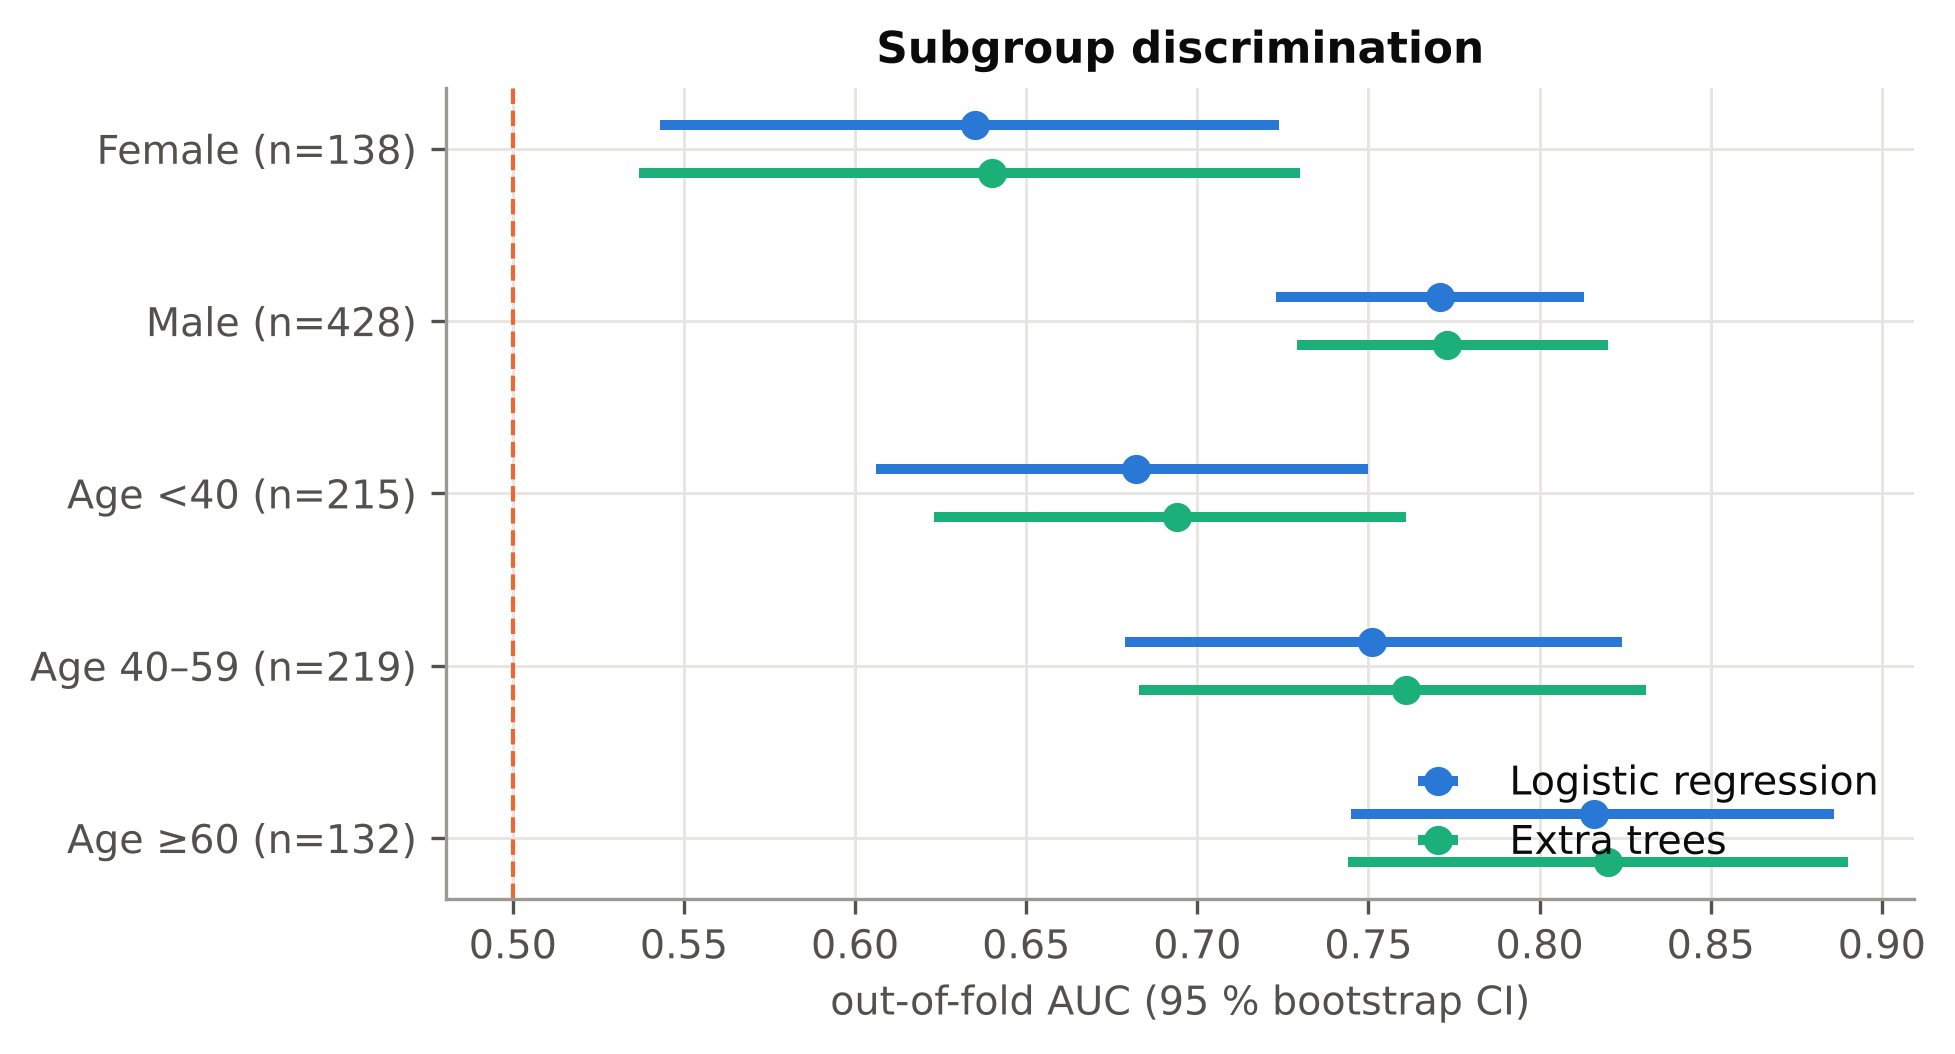 Subgroup discrimination
Female (n=138)
Male (n=428)
Age <40 (n=215)
Age 40–59 (n=219)
Age ≥60 (n=132)
Logistic regression
Extra trees
0.50 0.55 0.60 0.65 0.70 0.75 0.80 0.85 0.90
out-of-fold AUC (95 % bootstrap CI)